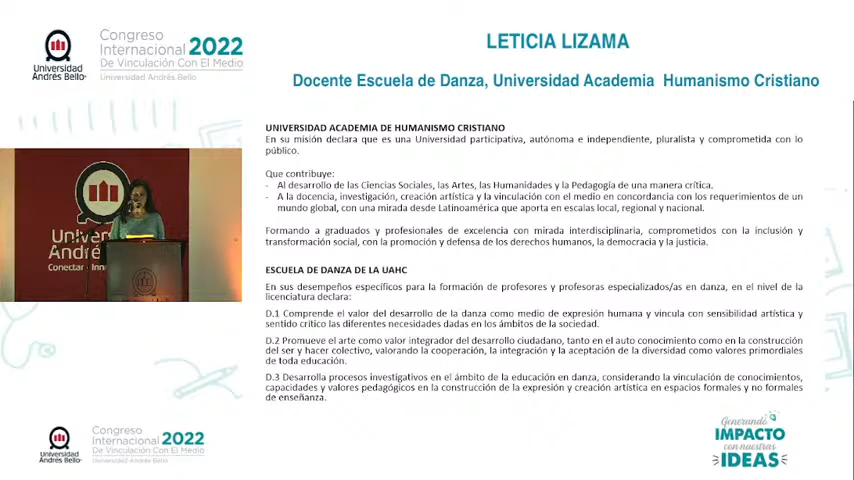 Congreso
Internacional 2022
De Vinculación Con El Medio
Universidad Andrés Bello
Universidad
Andrés Bello
LETICIA LIZAMA
Docente Escuela de Danza, Universidad Academia Humanismo Cristiano
UNIVERSIDAD ACADEMIA DE HUMANISMO CRISTIANO
En su misión declara que es una Universidad participativa, autónoma e independiente, pluralista y comprometida con lo
público.
Que contribuye:
- Al desarrollo de las Ciencias Sociales, las Artes, las Humanidades y la Pedagogía de una manera crítica.
- A la docencia, investigación, creación artística y la vinculación con el medio en concordancia con los requerimientos de un
mundo global, con una mirada desde Latinoamérica que aporta en escalas local, regional y nacional.
Formando a graduados y profesionales de excelencia con mirada interdisciplinaria, comprometidos con la inclusión y
transformación social, con la promoción y defensa de los derechos humanos, la democracia y la justicia.
ESCUELA DE DANZA DE LA UAHC
En sus desempeños específicos para la formación de profesores y profesoras especializados/as en danza, en el nivel de la
licenciatura declara:
D.1 Comprende el valor del desarrollo de la danza como medio de expresión humana y vincula con sensibilidad artística y
sentido crítico las diferentes necesidades dadas en los ámbitos de la sociedad.
D.2 Promueve el arte como valor integrador del desarrollo ciudadano, tanto en el auto conocimiento como en la construcción
del ser y hacer colectivo, valorando la cooperación, la integración y la aceptación de la diversidad como valores primordiales
de toda educación.
D.3 Desarrolla procesos investigativos en el ámbito de la educación en danza, considerando la vinculación de conocimientos,
capacidades y valores pedagógicos en la construcción de la expresión y creación artística en espacios formales y no formales
de enseñanza.
Conectar
Universidad
Andrés Bello
Congreso
Internacional 2022
De Vinculación Con El Medio
Universidad Andrés Bello
Generando
IMPACTO
con nuestras
IDEAS